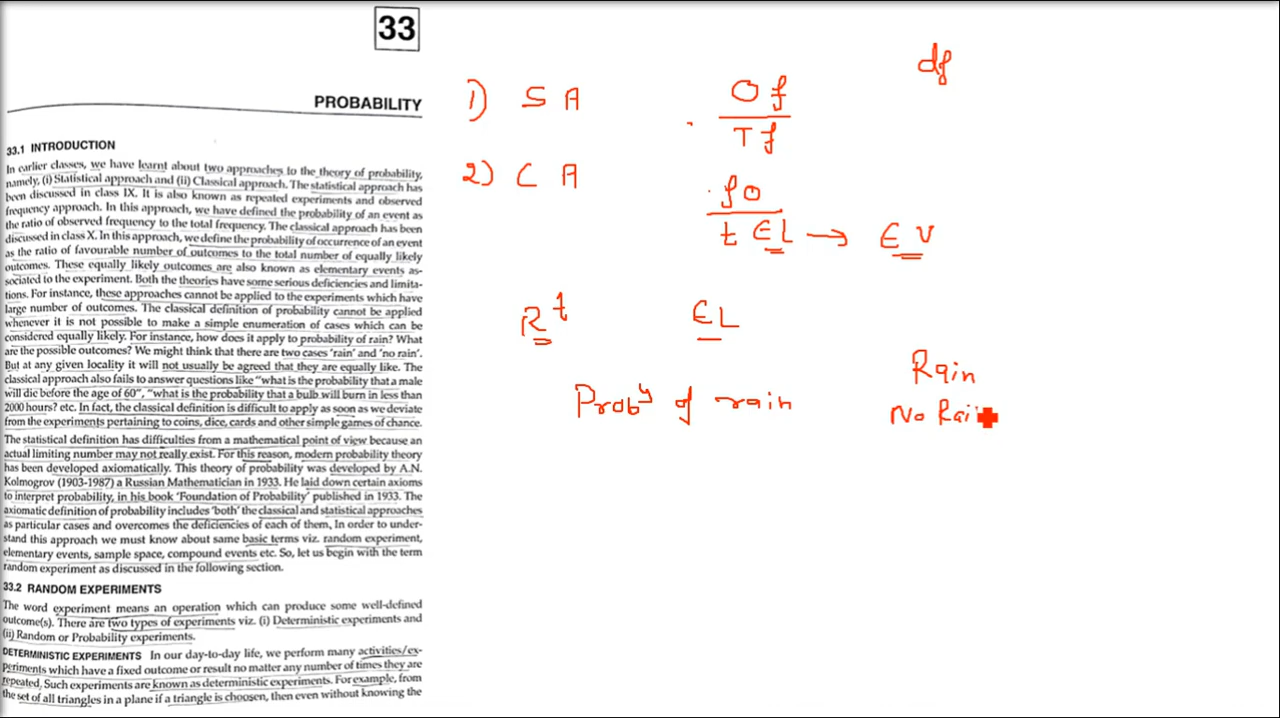 33
PROBABILITY
33.1 INTRODUCTION
In earlier classes, we have learnt about two approaches to the theory of probability,
namely, (i) Statistical approach and (ii) Classical approach. The statistical approach has
been discussed in class IX. It is also known as repeated experiments and observed
frequency approach. In this approach, we have defined the probability of an event as
the ratio of observed frequency to the total frequency. The classical approach has been
discussed in class X. In this approach, we define the probability of occurrence of an event
as the ratio of favourable number of outcomes to the total number of equally likely
outcomes. These equally likely outcomes are also known as elementary events as-
sociated to the experiment. Both the theories have some serious deficiencies and limita-
tions. For instance, these approaches cannot be applied to the experiments which have
large number of outcomes. The classical definition of probability cannot be applied
whenever it is not possible to make a simple enumeration of cases which can be
considered equally likely. For instance, how does it apply to probability of rain? What
are the possible outcomes? We might think that there are two cases 'rain' and 'no rain'.
But at any given locality it will not usually be agreed that they are equally like. The
classical approach also fails to answer questions like "what is the probability that a male
will die before the age of 60", "what is the probability that a bulb will burn in less than
2000 hours? etc. In fact, the classical definition is difficult to apply as soon as we deviate
from the experiments pertaining to coins, dice, cards and other simple games of chance.
The statistical definition has difficulties from a mathematical point of view because an
actual limiting number may not really exist. For this reason, modern probability theory
has been developed axiomatically. This theory of probability was developed by A.N.
Kolmogrov (1903-1987) a Russian Mathematician in 1933. He laid down certain axioms
to interpret probability, in his book 'Foundation of Probability' published in 1933. The
axiomatic definition of probability includes 'both' the classical and statistical approaches
as particular cases and overcomes the deficiencies of each of them, In order to under-
stand this approach we must know about same basic terms viz. random experiment,
elementary events, sample space, compound events etc. So, let us begin with the term
random experiment as discussed in the following section.
33.2 RANDOM EXPERIMENTS
The word experiment means an operation which can produce some well-defined
outcome(s). There are two types of experiments viz. (i) Deterministic experiments and
(ii) Random or Probability experiments.
DETERMINISTIC EXPERIMENTS In our day-to-day life, we perform many activities/ex-
periments which have a fixed outcome or result no matter any number of times they are
repeated, Such experiments are known as deterministic experiments. For example, from
the set of all triangles in a plane if a triangle is choosen, then even without knowing the
df
1) S A Of
Tf
2) C A fo
t EL → E V
R t EL
Rain
Prob y of rain
No Rai